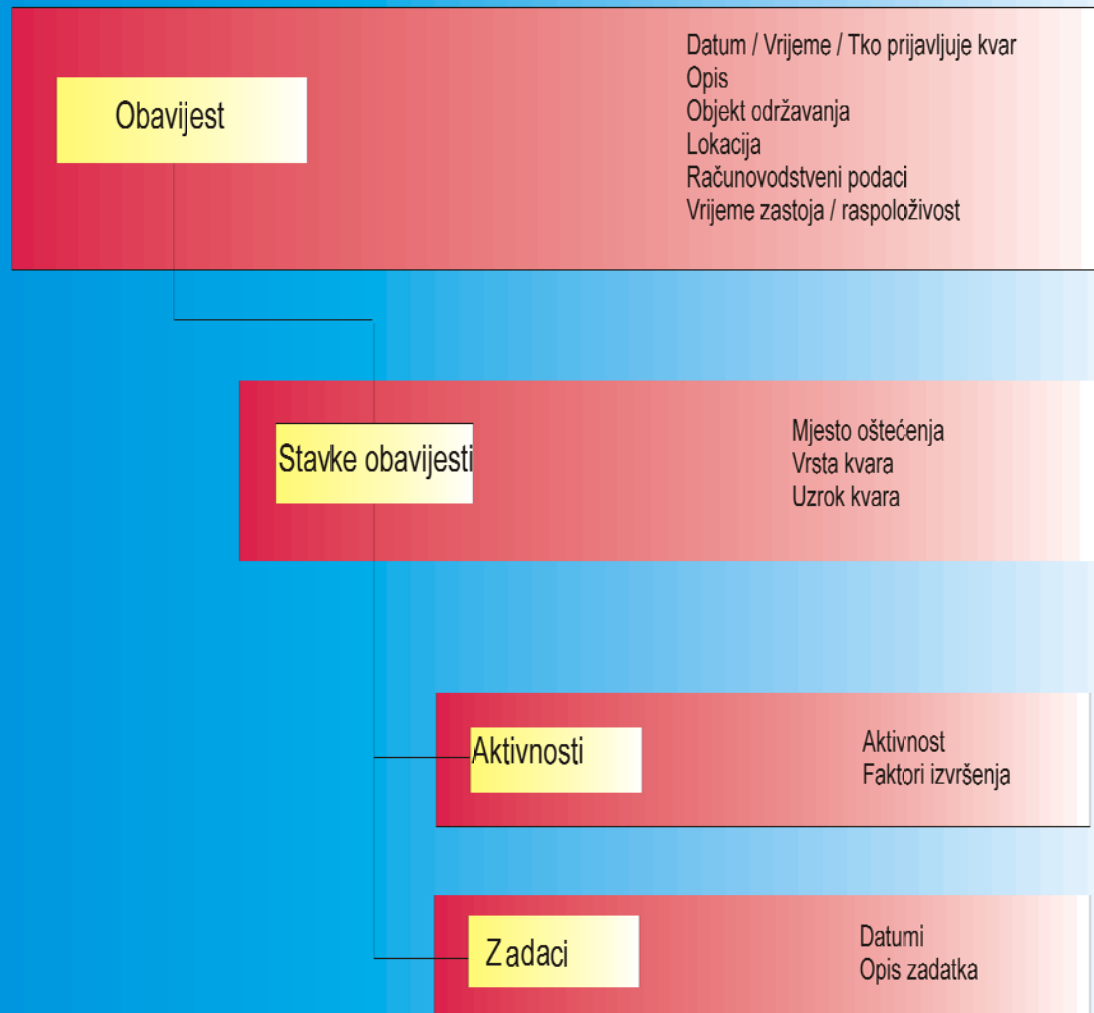 Obavijest
Datum / Vrijeme / Tko prijavljuje kvar
Opis
Objekt održavanja
Lokacija
Računovodstveni podaci
Vrijeme zastoja / raspoloživost
Stavke obavijesti
Mjesto oštećenja
Vrsta kvara
Uzrok kvara
Aktivnosti
Aktivnost
Faktori izvršenja
Zadaci
Datumi
Opis zadatka